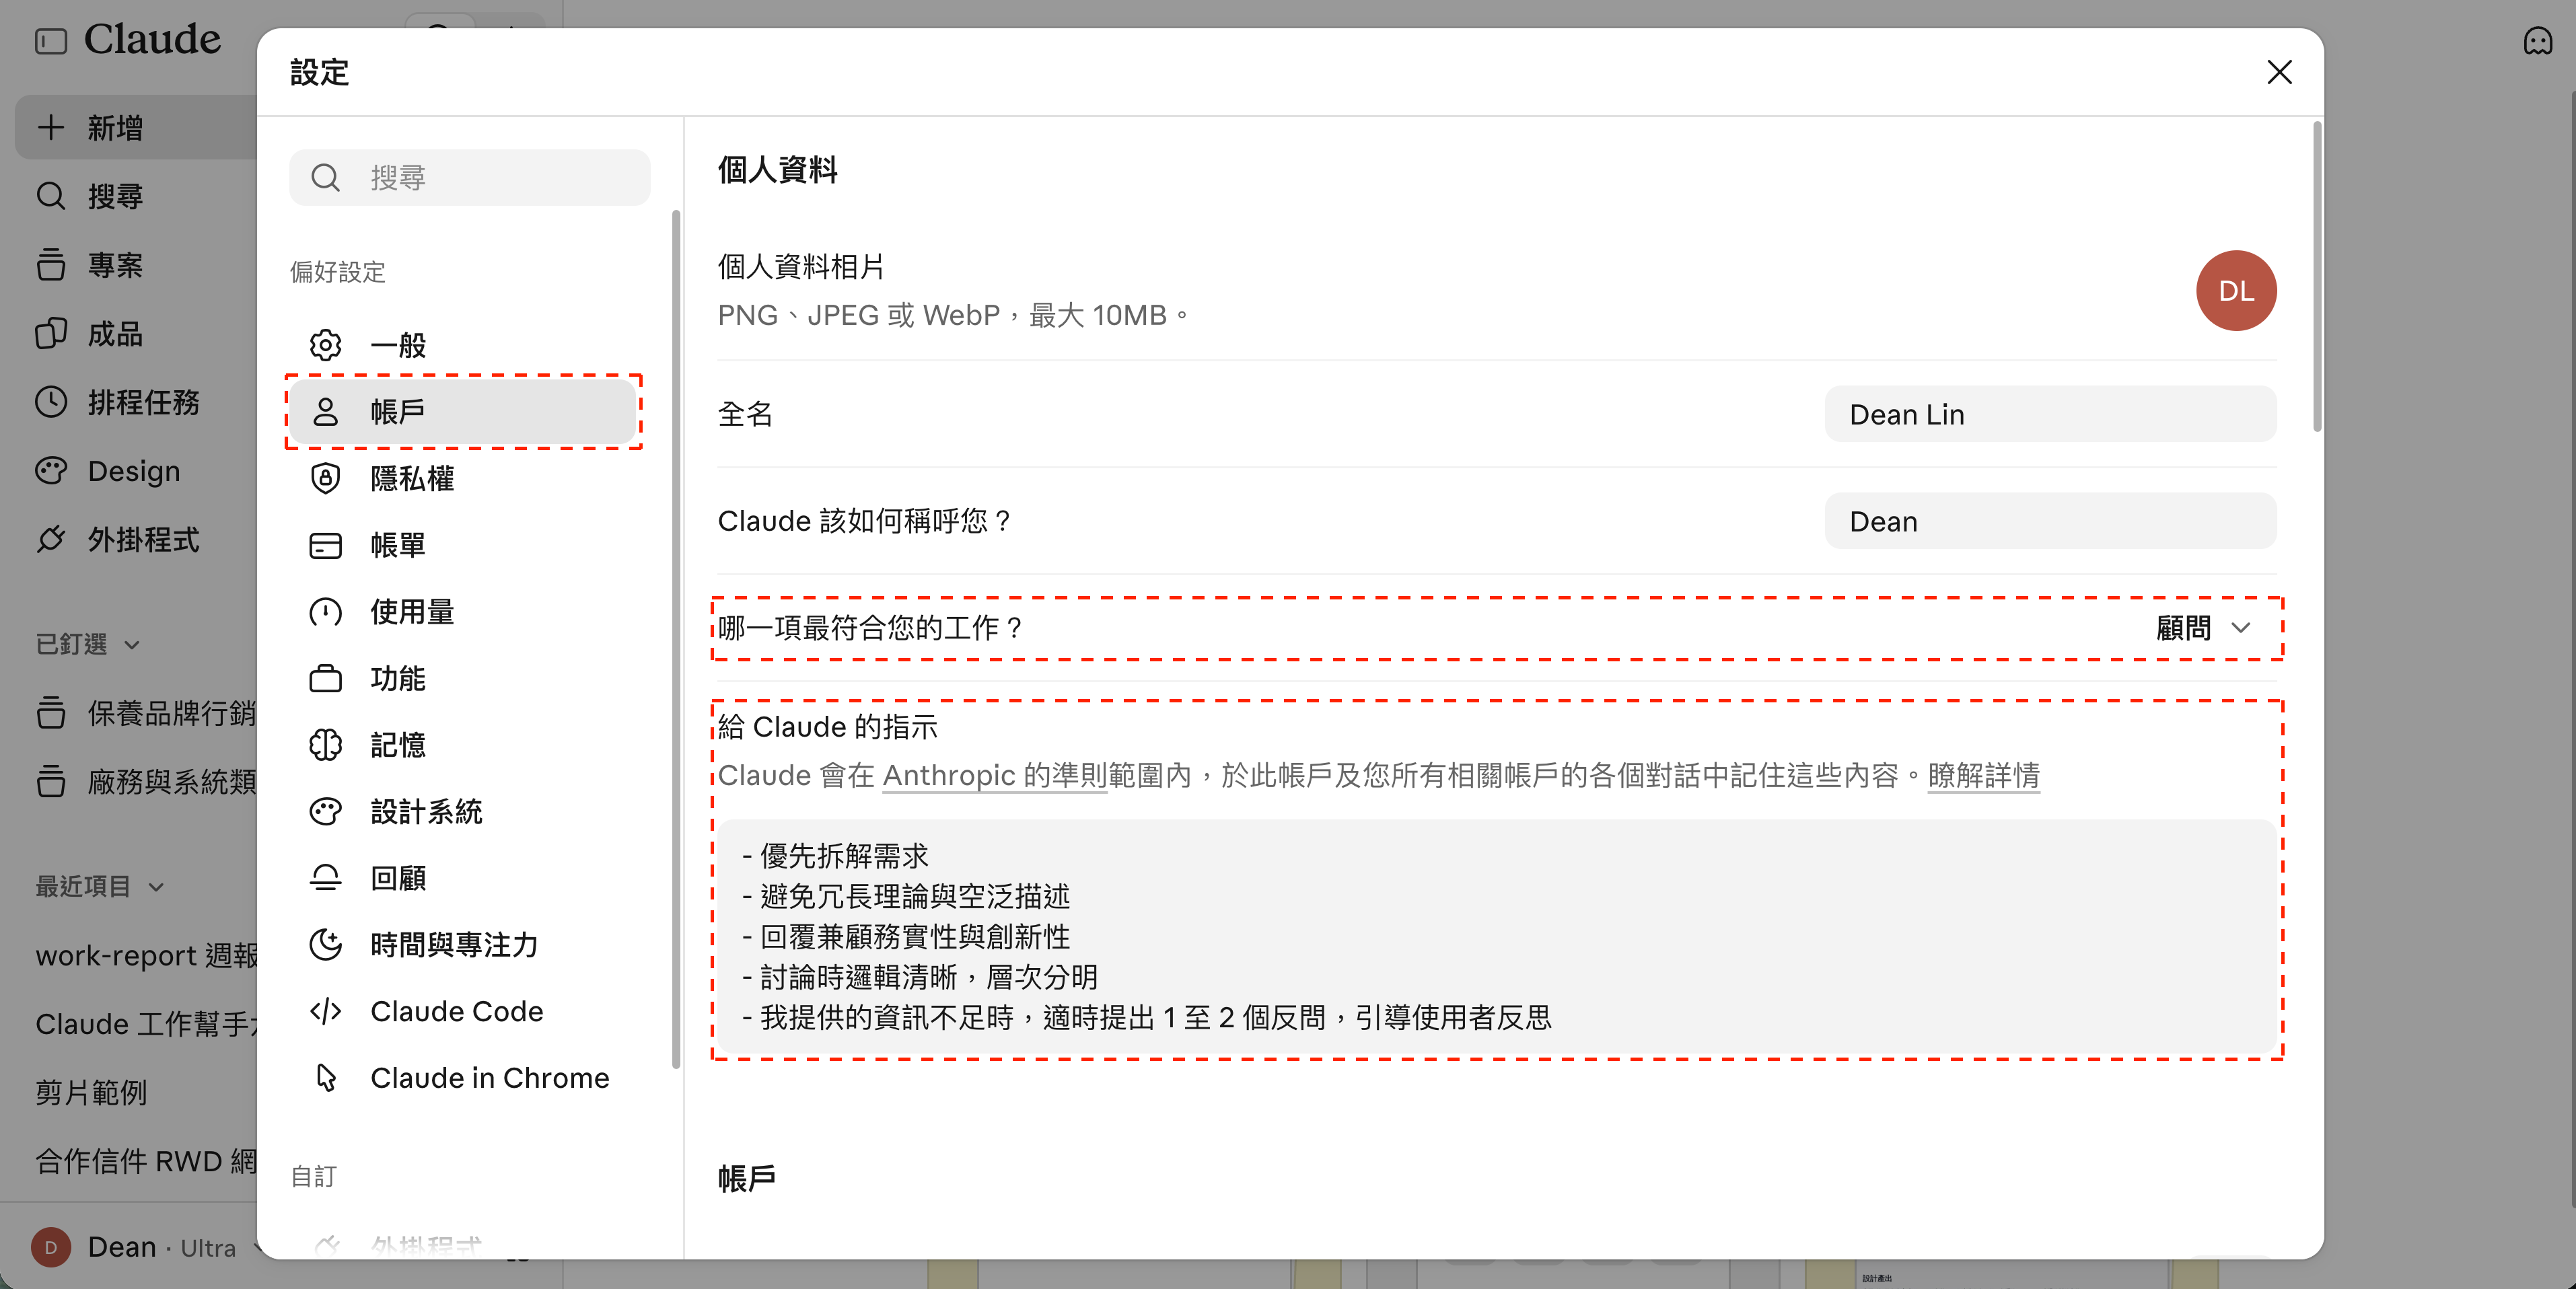 Claude
新增
搜尋
專案
成品
排程任務
Design
外掛程式
已釘選
保養品牌行銷
廠務與系統類
最近項目
work-report 週報
Claude 工作幫手
剪片範例
合作信件 RWD 網
D
Dean · Ultra
設定
搜尋
偏好設定
一般
帳戶
隱私權
帳單
使用量
功能
記憶
設計系統
回顧
時間與專注力
Claude Code
Claude in Chrome
自訂
外掛程式
個人資料
個人資料相片
PNG、JPEG 或 WebP，最大 10MB。
DL
全名
Dean Lin
Claude 該如何稱呼您？
Dean
哪一項最符合您的工作？
顧問
給 Claude 的指示
Claude 會在 Anthropic 的準則範圍內，於此帳戶及您所有相關帳戶的各個對話中記住這些內容。瞭解詳情
- 優先拆解需求
- 避免冗長理論與空泛描述
- 回覆兼顧務實性與創新性
- 討論時邏輯清晰，層次分明
- 我提供的資訊不足時，適時提出 1 至 2 個反問，引導使用者反思
帳戶
設計產出